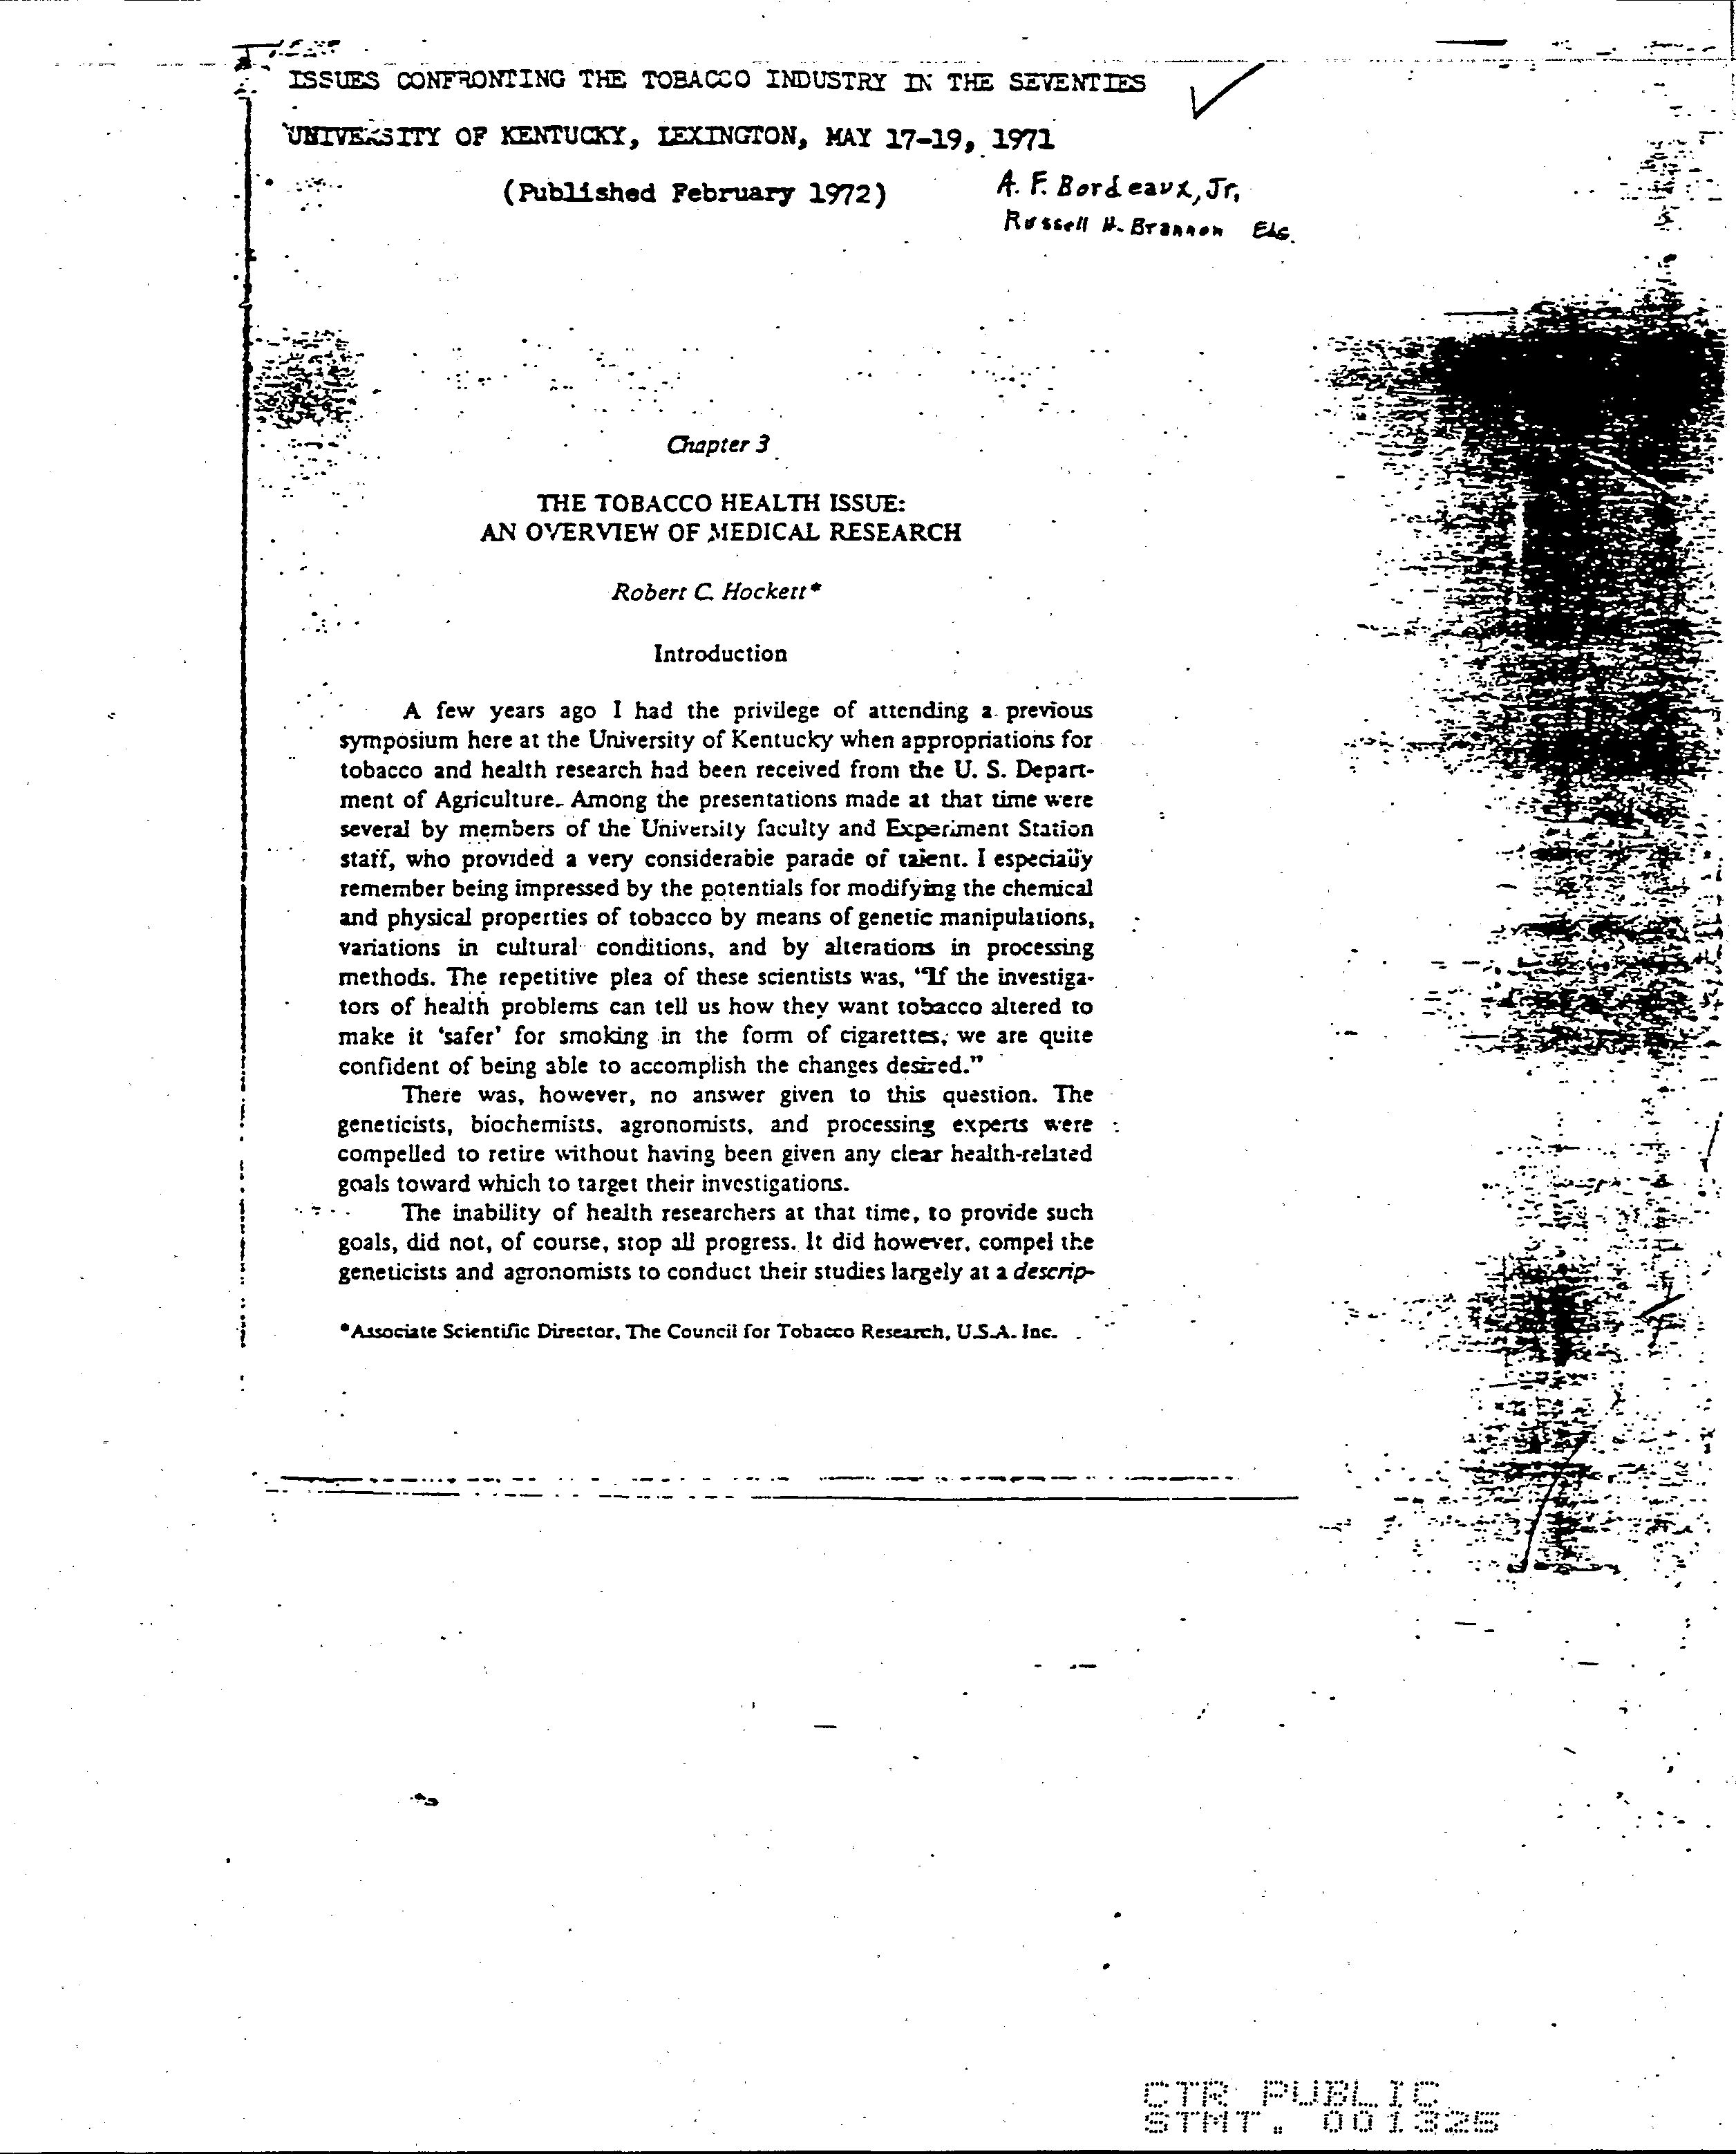 ISSUES CONFRONTING THE TOBACCO INDUSTRY IN THE SEVENTIES
UNIVERSITY OF KENTUCKY, LEXINGTON, MAY 17-19, 1971
(Published February 1972)
A. F. Bordeaux, Jr.
Russell H. Brannon Eds.
Chapter 3
THE TOBACCO HEALTH ISSUE:
AN OVERVIEW OF MEDICAL RESEARCH
Robert C. Hockett*
Introduction
A few years ago I had the privilege of attending a previous
symposium here at the University of Kentucky when appropriations for
tobacco and health research had been received from the U. S. Depart-
ment of Agriculture. Among the presentations made at that time were
several by members of the University faculty and Experiment Station
staff, who provided a very considerable parade of talent. I especially
remember being impressed by the potentials for modifying the chemical
and physical properties of tobacco by means of genetic manipulations,
variations in cultural conditions, and by alterations in processing
methods. The repetitive plea of these scientists was, "If the investiga-
tors of health problems can tell us how they want tobacco altered to
make it 'safer' for smoking in the form of cigarettes, we are quite
confident of being able to accomplish the changes desired."
There was, however, no answer given to this question. The
geneticists, biochemists, agronomists, and processing experts were
compelled to retire without having been given any clear health-related
goals toward which to target their investigations.
The inability of health researchers at that time, to provide such
goals, did not, of course, stop all progress. It did however, compel the
geneticists and agronomists to conduct their studies largely at a descrip-
*Associate Scientific Director, The Council for Tobacco Research, U.S.A. Inc.
CTR PUBLIC
STMT. 001325